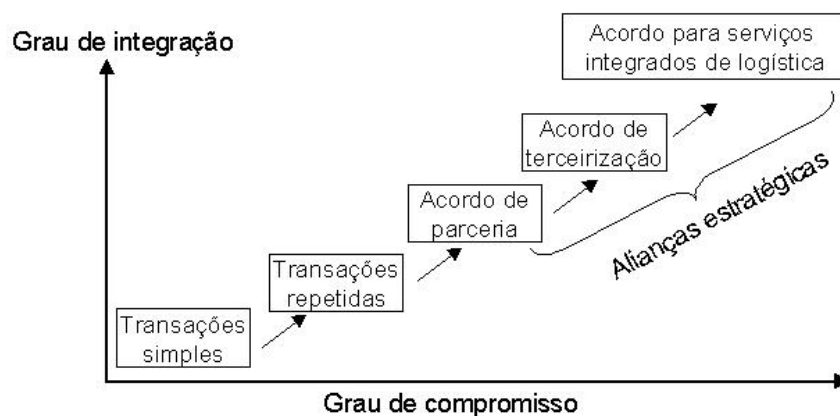 Grau de integração
Acordo para serviços
integrados de logística
Acordo de
terceirização
Acordo de
parceria
Alianças estratégicas
Transações
repetidas
Transações
simples
Grau de compromisso